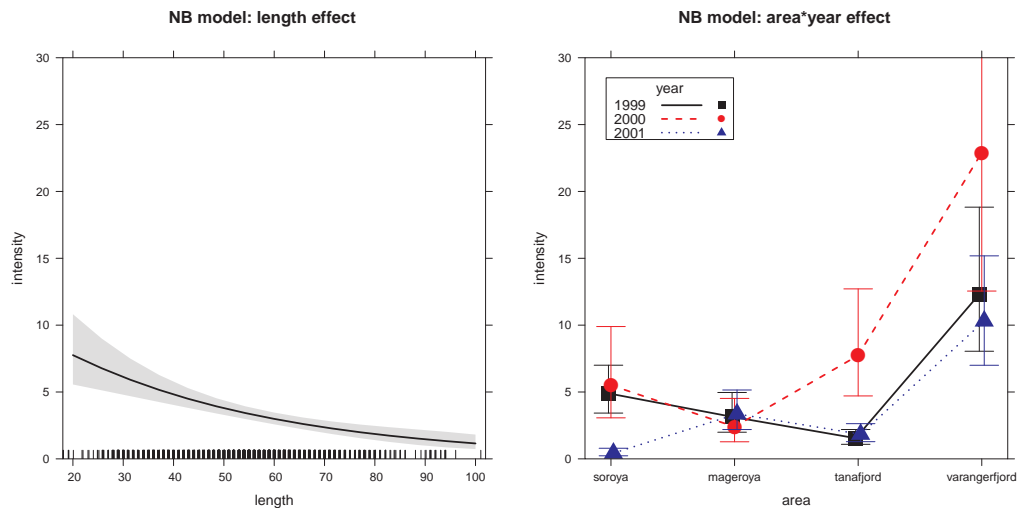 NB model: length effect
30
25
20
15
10
5
0
intensity
20 30 40 50 60 70 80 90 100
length
NB model: area*year effect
30
25
20
15
10
5
0
intensity
year
1999
2000
2001
soroya mageroya tanafjord varangerfjord
area